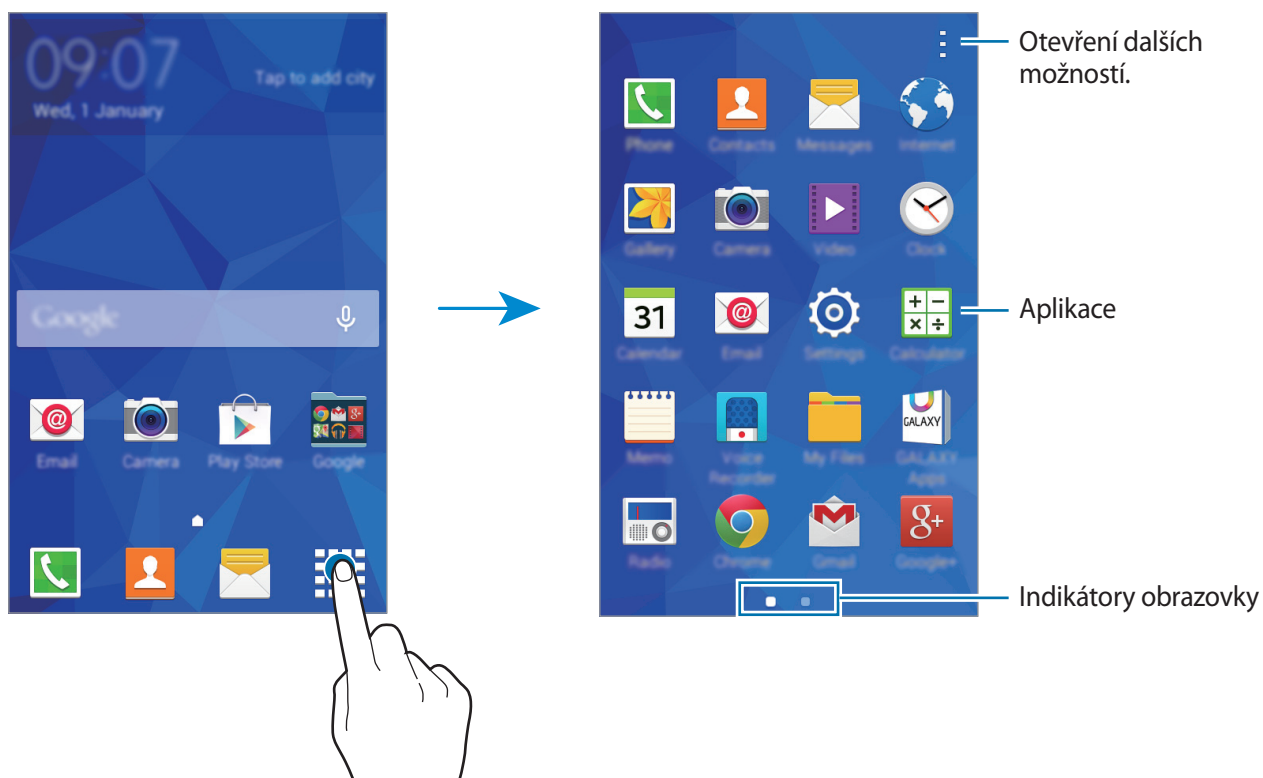 09:07
Tap to add city
Wed, 1 January
Google
Email
Camera
Play Store
Google
Otevření dalších
možností.
Phone
Contacts
Messages
Internet
Gallery
Camera
Video
Clock
31
Calendar
Email
Settings
Calculator
Aplikace
GALAXY
Memo
Voice
Recorder
My Files
GALAXY
Apps
g+
Radio
Chrome
Gmail
Google+
Indikátory obrazovky